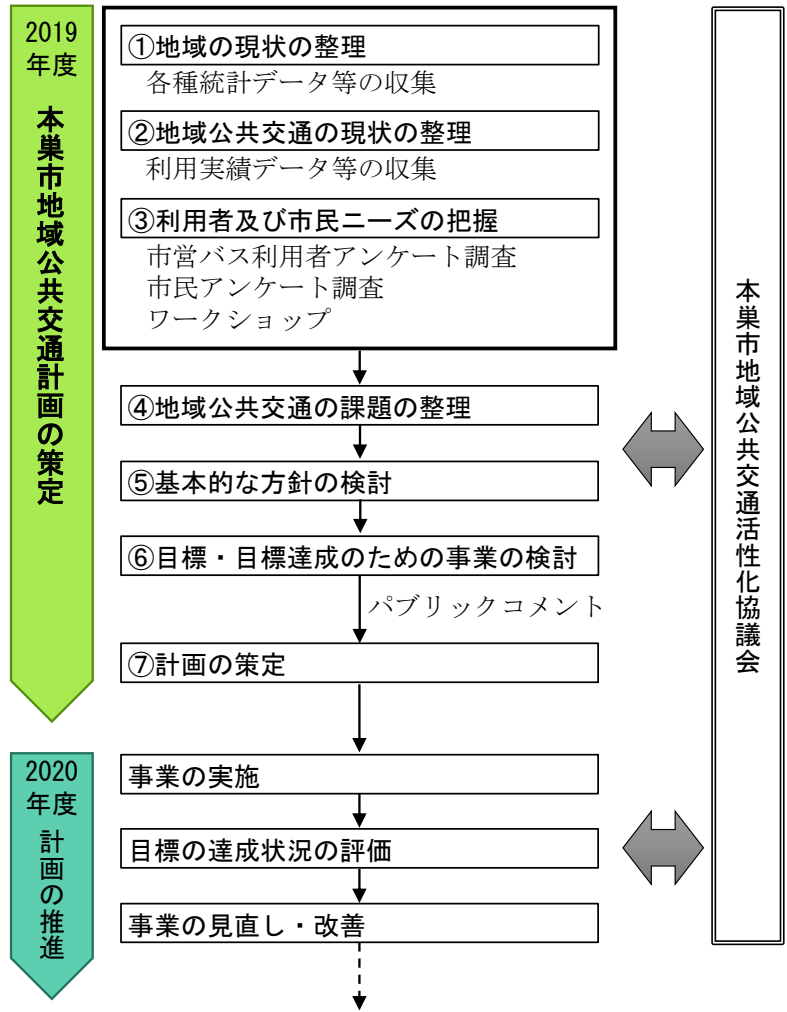 2019
年度
本巣市地域公共交通計画の策定
①地域の現状の整理
各種統計データ等の収集
②地域公共交通の現状の整理
利用実績データ等の収集
③利用者及び市民ニーズの把握
市営バス利用者アンケート調査
市民アンケート調査
ワークショップ
④地域公共交通の課題の整理
⑤基本的な方針の検討
⑥目標・目標達成のための事業の検討
パブリックコメント
⑦計画の策定
2020
年度
計画の推進
事業の実施
目標の達成状況の評価
事業の見直し・改善
本巣市地域公共交通活性化協議会